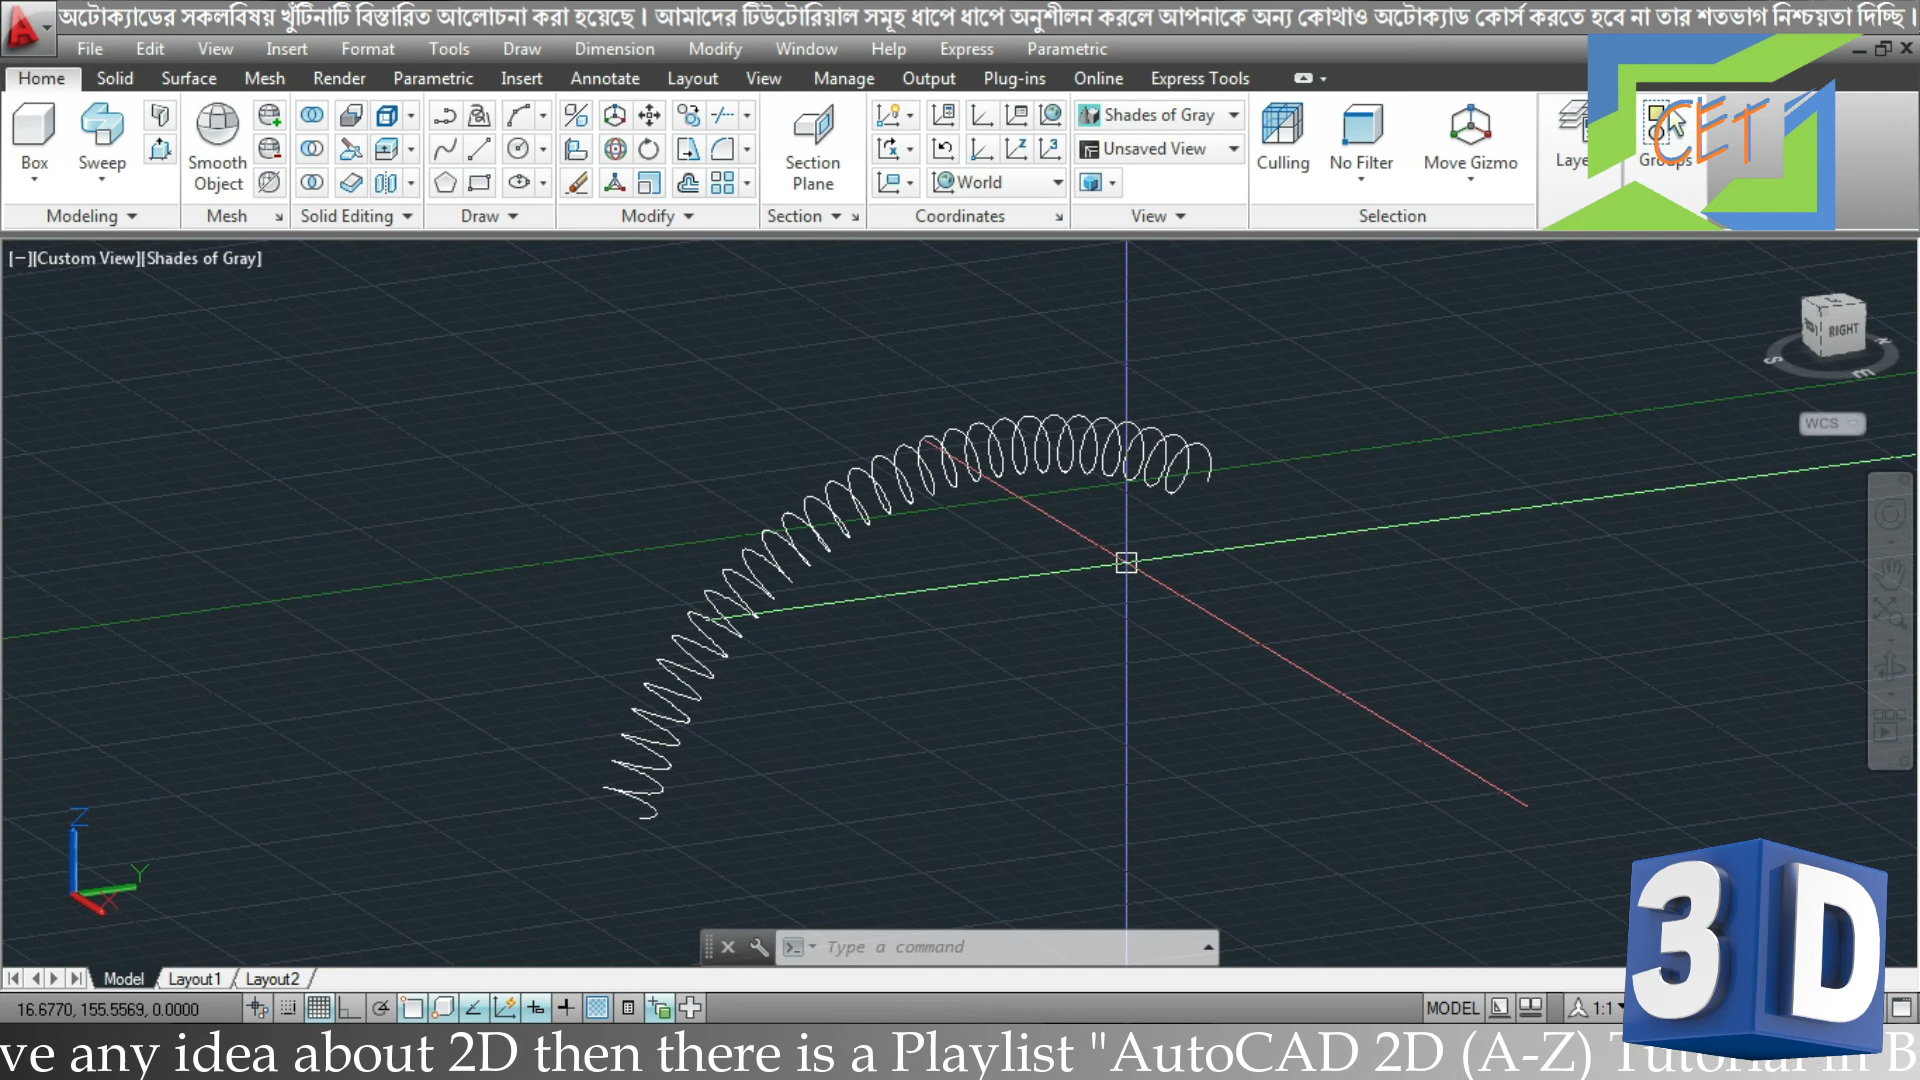 অটোক্যাডের সকলবিষয় খুঁটিনাটি বিস্তারিত আলোচনা করা হয়েছে। আমাদের টিউটোরিয়াল সমূহ ধাপে ধাপে অনুশীলন করলে আপনাকে অন্য কোথাও অটোক্যাড কোর্স করতে হবে না তার শতভাগ নিশ্চয়তা দিচ্ছি।
File Edit View Insert Format Tools Draw Dimension Modify Window Help Express Parametric
Home Solid Surface Mesh Render Parametric Insert Annotate Layout View Manage Output Plug-ins Online Express Tools
Shades of Gray
Unsaved View
World
Box Sweep Smooth Object Section Plane Culling No Filter Move Gizmo Groups
CET
Modeling Mesh Solid Editing Draw Modify Section Coordinates View Selection
[−][Custom View][Shades of Gray]
RIGHT
S N E
WCS
Z
Y
X
Type a command
Model Layout1 Layout2
16.6770, 155.5569, 0.0000
MODEL 1:1
3D
ve any idea about 2D then there is a Playlist "AutoCAD 2D (A-Z) Tutorial in B